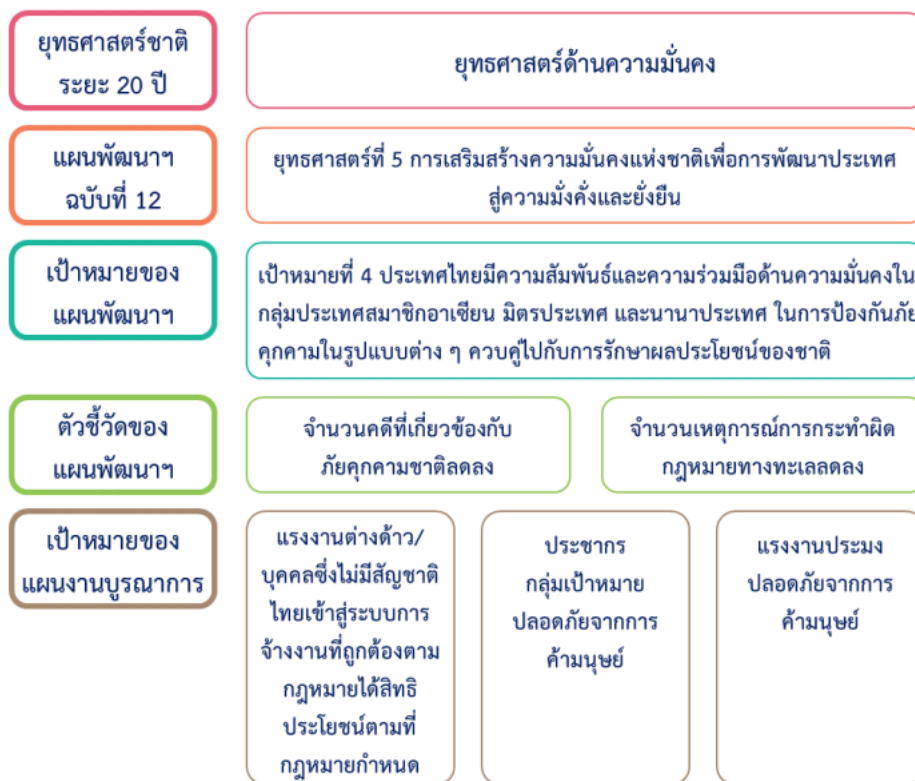 ยุทธศาสตร์ชาติ
ระยะ 20 ปี
ยุทธศาสตร์ด้านความมั่นคง
แผนพัฒนาฯ
ฉบับที่ 12
ยุทธศาสตร์ที่ 5 การเสริมสร้างความมั่นคงแห่งชาติเพื่อการพัฒนาประเทศ
สู่ความมั่งคั่งและยั่งยืน
เป้าหมายของ
แผนพัฒนาฯ
เป้าหมายที่ 4 ประเทศไทยมีความสัมพันธ์และความร่วมมือด้านความมั่นคงใน
กลุ่มประเทศสมาชิกอาเซียน มิตรประเทศ และนานาประเทศ ในการป้องกันภัย
คุกคามในรูปแบบต่าง ๆ ควบคู่ไปกับการรักษาผลประโยชน์ของชาติ
ตัวชี้วัดของ
แผนพัฒนาฯ
จำนวนคดีที่เกี่ยวข้องกับ
ภัยคุกคามชาติลดลง
จำนวนเหตุการณ์การกระทำผิด
กฎหมายทางทะเลลดลง
เป้าหมายของ
แผนงานบูรณาการ
แรงงานต่างด้าว/
บุคคลซึ่งไม่มีสัญชาติ
ไทยเข้าสู่ระบบการ
จ้างงานที่ถูกต้องตาม
กฎหมายได้สิทธิ
ประโยชน์ตามที่
กฎหมายกำหนด
ประชากร
กลุ่มเป้าหมาย
ปลอดภัยจากการ
ค้ามนุษย์
แรงงานประมง
ปลอดภัยจากการ
ค้ามนุษย์